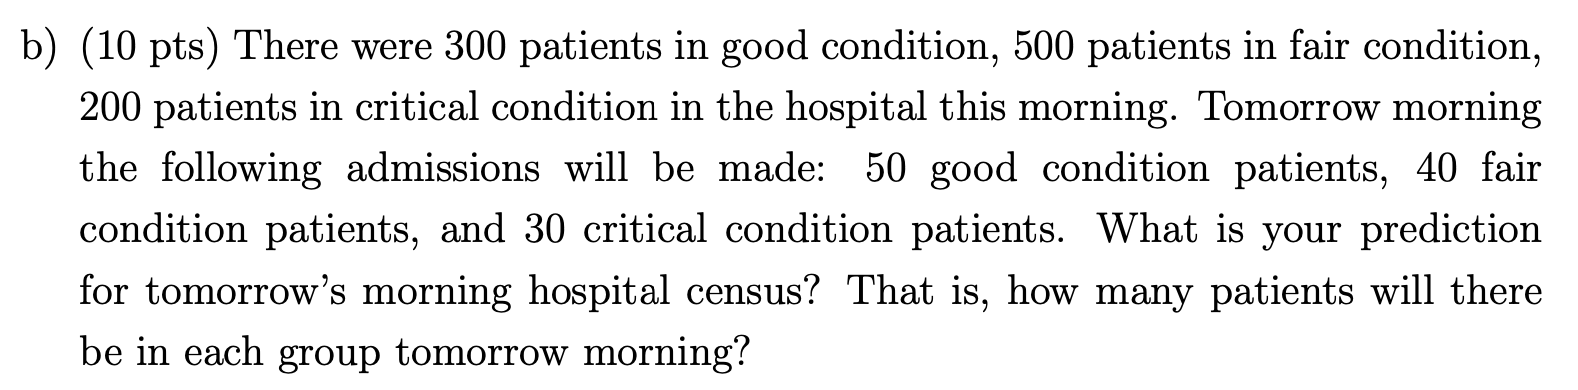 b) (10 pts) There were 300 patients in good condition, 500 patients in fair condition,
200 patients in critical condition in the hospital this morning. Tomorrow morning
the following admissions will be made: 50 good condition patients, 40 fair
condition patients, and 30 critical condition patients. What is your prediction
for tomorrow’s morning hospital census? That is, how many patients will there
be in each group tomorrow morning?